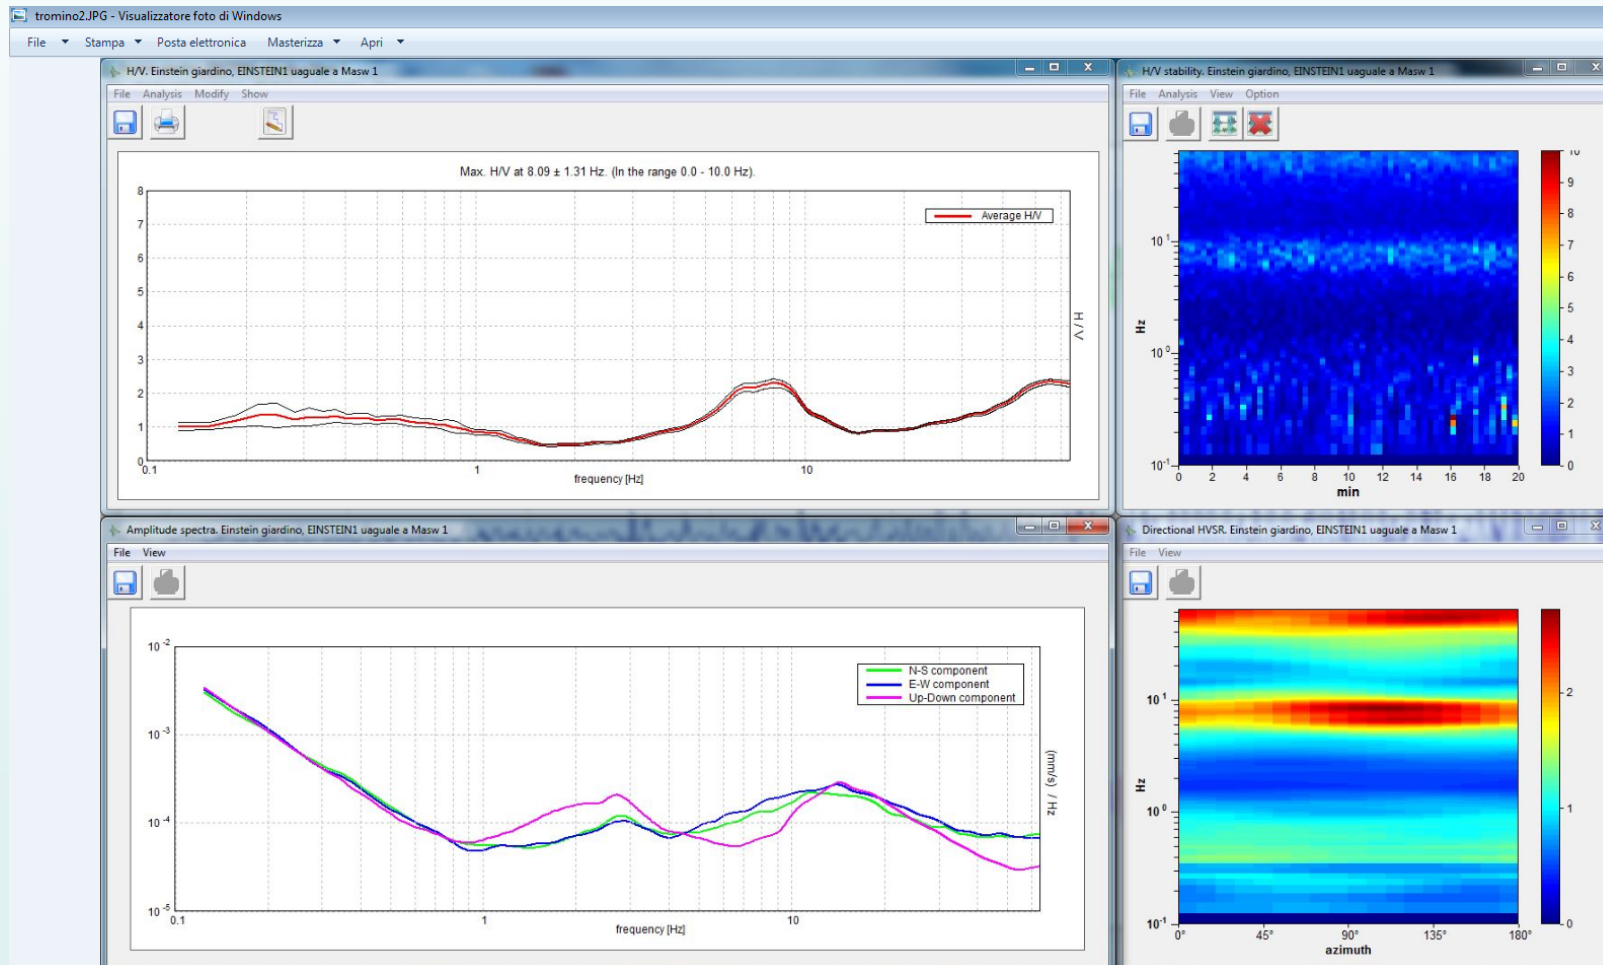 tromino2.JPG - Visualizzatore foto di Windows
File Stampa Posta elettronica Masterizza Apri
H/V. Einstein giardino, EINSTEIN1 uaguale a Masw 1
File Analysis Modify Show
Max. H/V at 8.09 ± 1.31 Hz. (In the range 0.0 - 10.0 Hz).
Average H/V
8
7
6
5
4
3
2
1
0
H / V
0.1 1 10
frequency [Hz]
H/V stability. Einstein giardino, EINSTEIN1 uaguale a Masw 1
File Analysis View Option
10
9
8
7
6
5
4
3
2
1
0
10¹
10⁰
10⁻¹
Hz
0 2 4 6 8 10 12 14 16 18 20
min
Amplitude spectra. Einstein giardino, EINSTEIN1 uaguale a Masw 1
File View
N-S component
E-W component
Up-Down component
10⁻²
10⁻³
10⁻⁴
10⁻⁵
(mm/s) / Hz
0.1 1 10
frequency [Hz]
Directional HVSR. Einstein giardino, EINSTEIN1 uaguale a Masw 1
File View
10¹
10⁰
10⁻¹
Hz
2
1
0
0° 45° 90° 135° 180°
azimuth